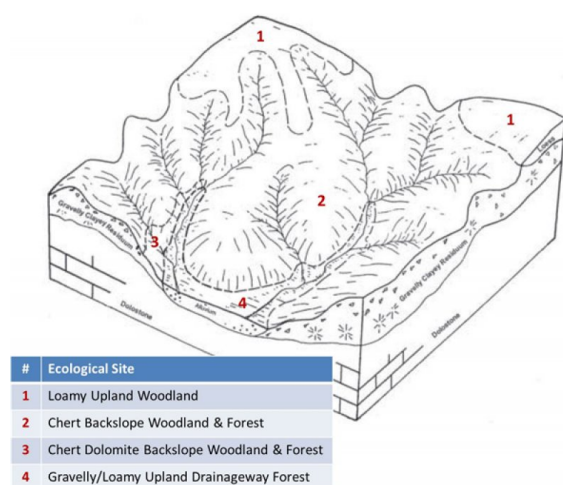 1
1
Loess
2
Gravelly Clayey Residuum
3
Gravelly Clayey Residuum
4
Alluvium
Dolostone
Dolostone
# Ecological Site
1 Loamy Upland Woodland
2 Chert Backslope Woodland & Forest
3 Chert Dolomite Backslope Woodland & Forest
4 Gravelly/Loamy Upland Drainageway Forest